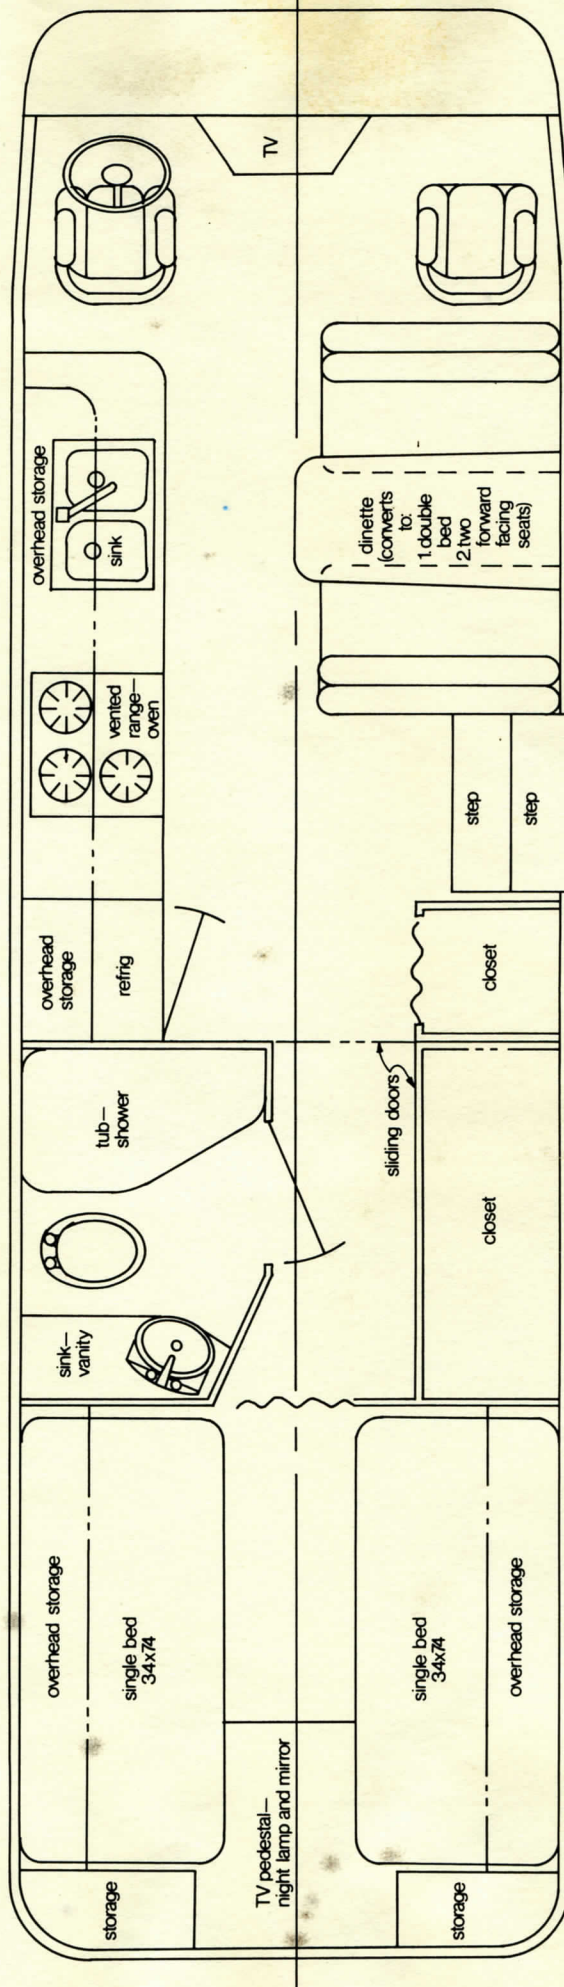 TV
overhead storage
sink
dinette
(converts
to:
1. double
bed
2. two
forward
facing
seats)
vented
range—
oven
step
step
overhead
storage
refrig
closet
tub—
shower
sliding doors
closet
sink—
vanity
overhead storage
single bed
34x74
single bed
34x74
overhead storage
TV pedestal—
night lamp and mirror
storage
storage